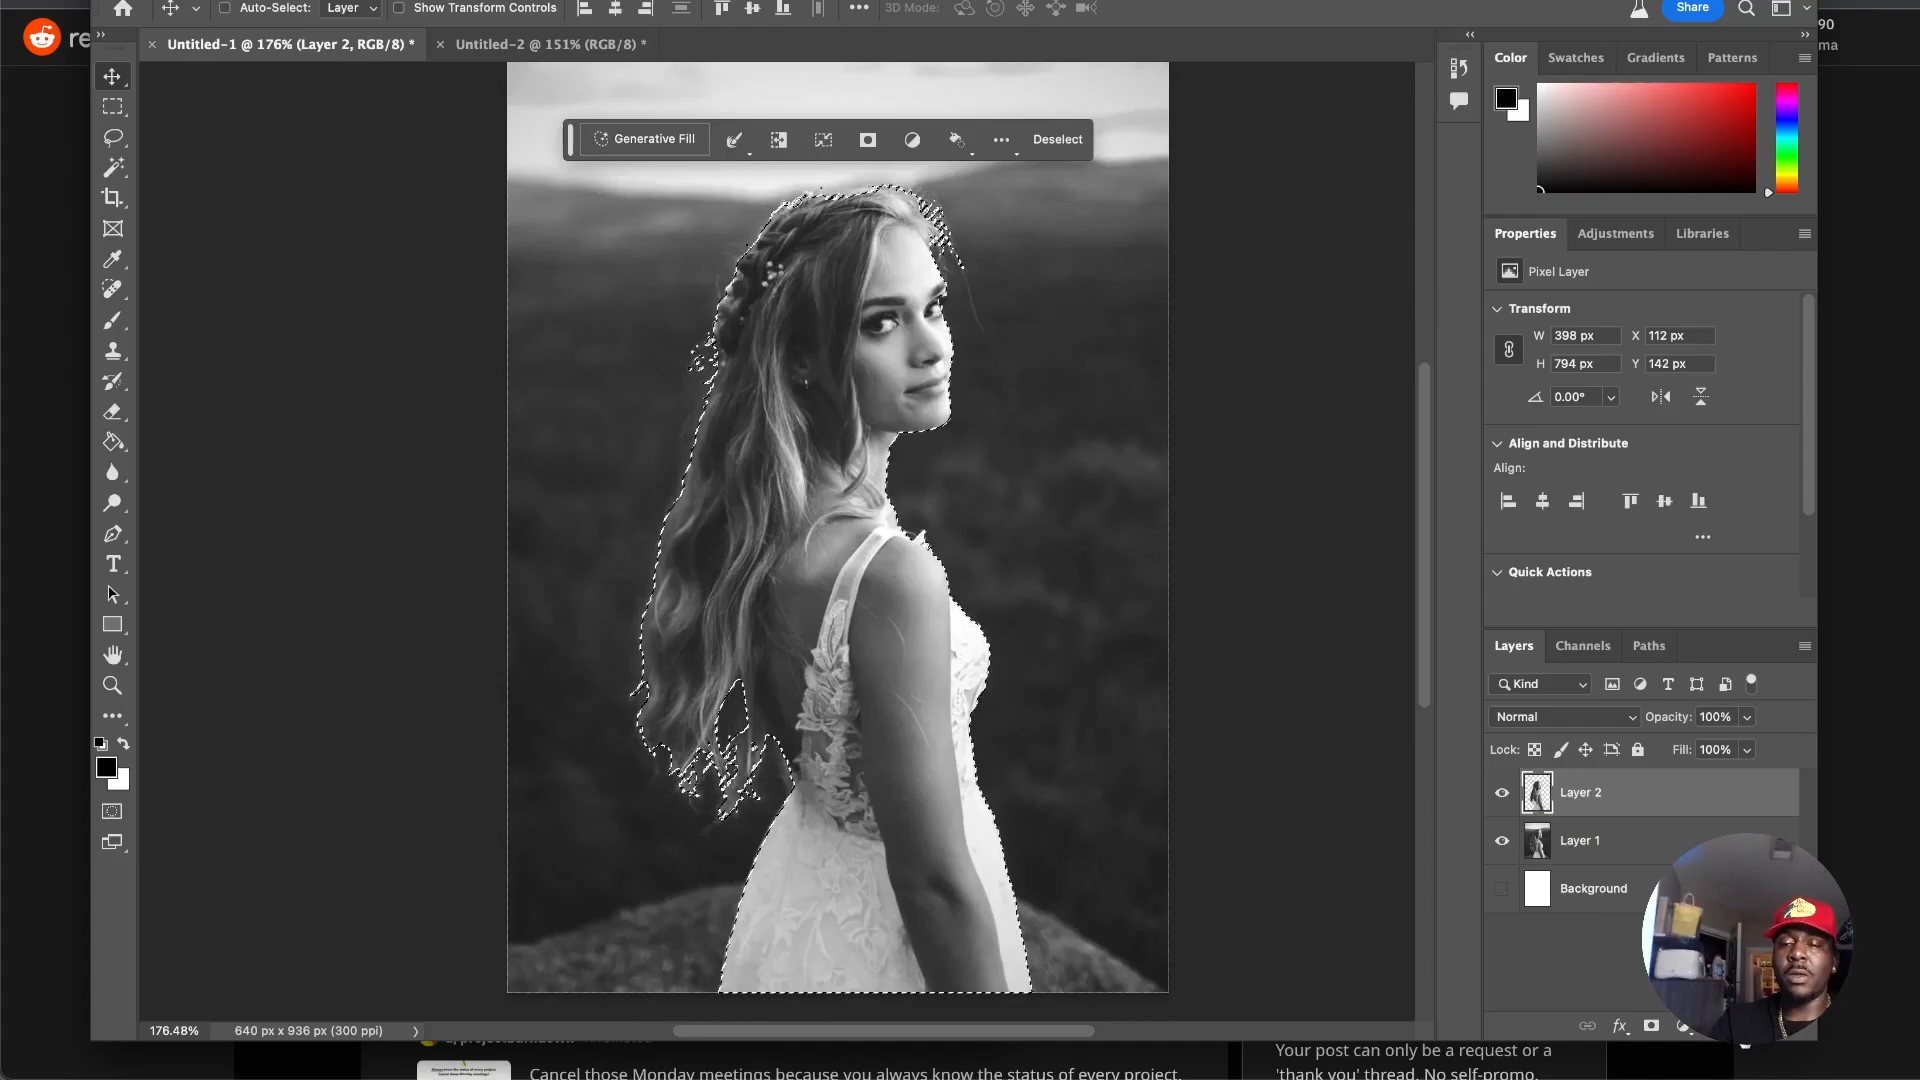 Auto-Select:
Layer
Show Transform Controls
3D Mode:
Share
90
re
Untitled-1 @ 176% (Layer 2, RGB/8) *
Untitled-2 @ 151% (RGB/8) *
ma
Color
Swatches
Gradients
Patterns
Generative Fill
Deselect
Properties
Adjustments
Libraries
Pixel Layer
Transform
W 398 px
X 112 px
H 794 px
Y 142 px
0.00°
Align and Distribute
Align:
Quick Actions
Layers
Channels
Paths
Kind
Normal
Opacity: 100%
Lock:
Fill: 100%
Layer 2
Layer 1
Background
fx
176.48%
640 px x 936 px (300 ppi)
Cancel those Monday meetings because you always know the status of every project.
Your post can only be a request or a
'thank you' thread. No self-promo.